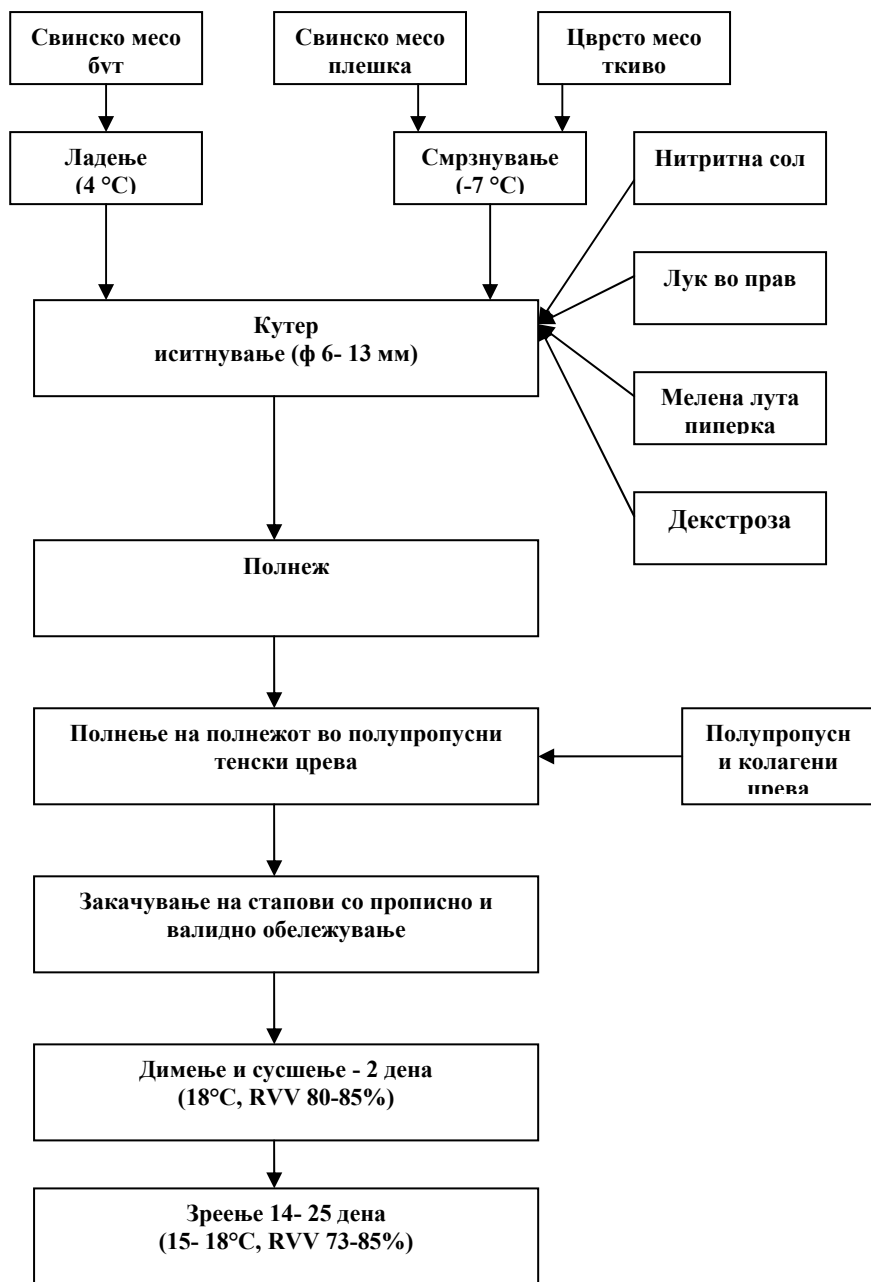 Свинско месо
бут
Свинско месо
плешка
Цврсто месо
ткиво
Ладење
(4 °C)
Смрзнување
(-7 °C)
Нитритна сол
Лук во прав
Мелена лута
пиперка
Декстроза
Кутер
иситнување (ф 6- 13 мм)
Полнеж
Полнење на полнежот во полупропусни
тенски црева
Полупропусн
и колагени
црева
Закачување на стапови со прописно и
валидно обележување
Димење и сусшење - 2 дена
(18°C, RVV 80-85%)
Зреење 14- 25 дена
(15- 18°C, RVV 73-85%)